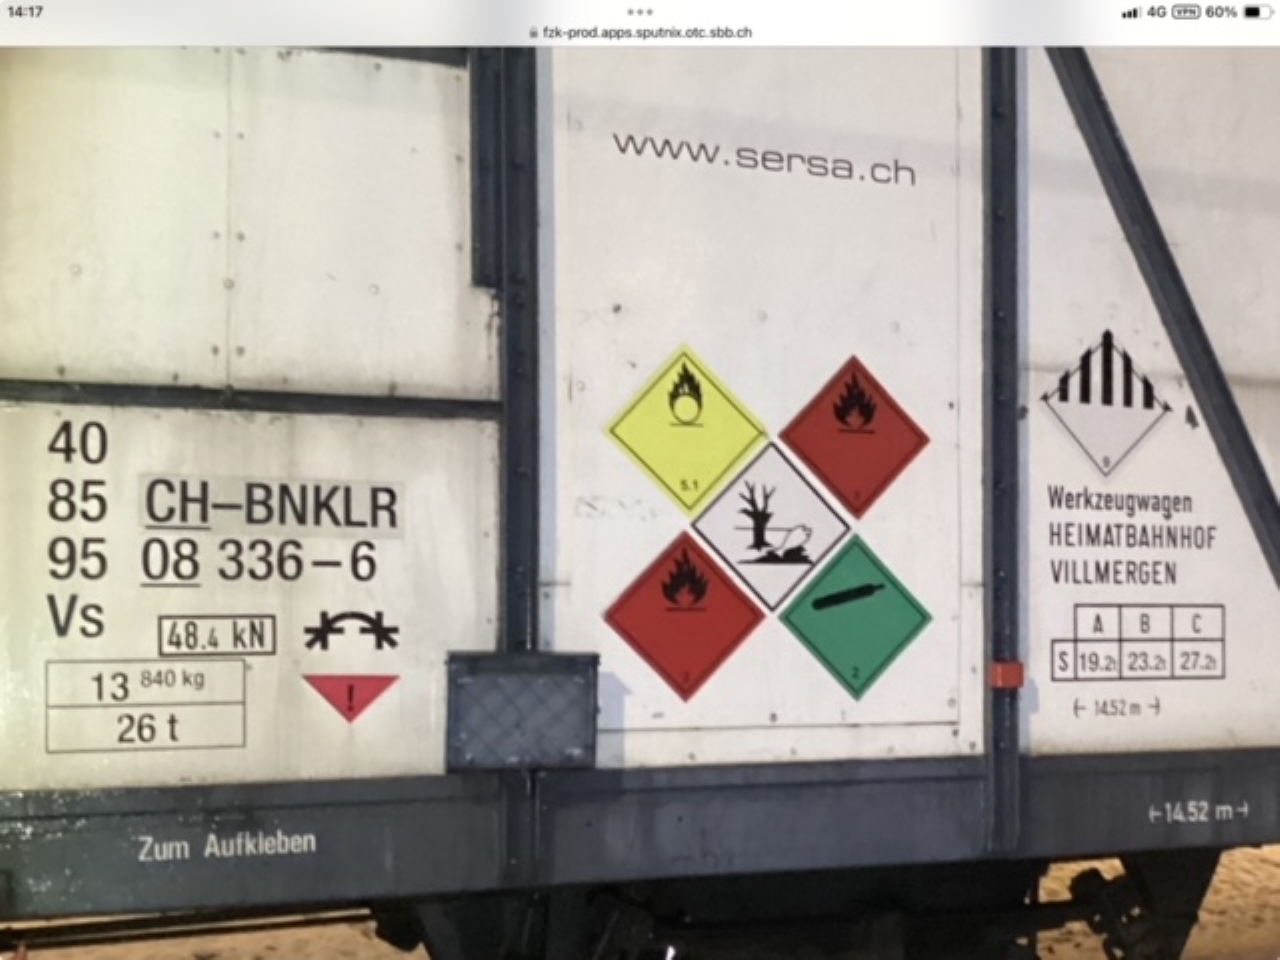 14:17
4G VPN 60%
fzk-prod.apps.sputnix.otc.sbb.ch
www.sersa.ch
40
85 CH-BNKLR
95 08 336-6
Vs
48.4 kN
13 840 kg
26 t
!
Zum Aufkleben
5.1
2
9
Werkzeugwagen
HEIMATBAHNHOF
VILLMERGEN
A B C
S 19.2t 23.2t 27.2t
14.52 m
14.52 m